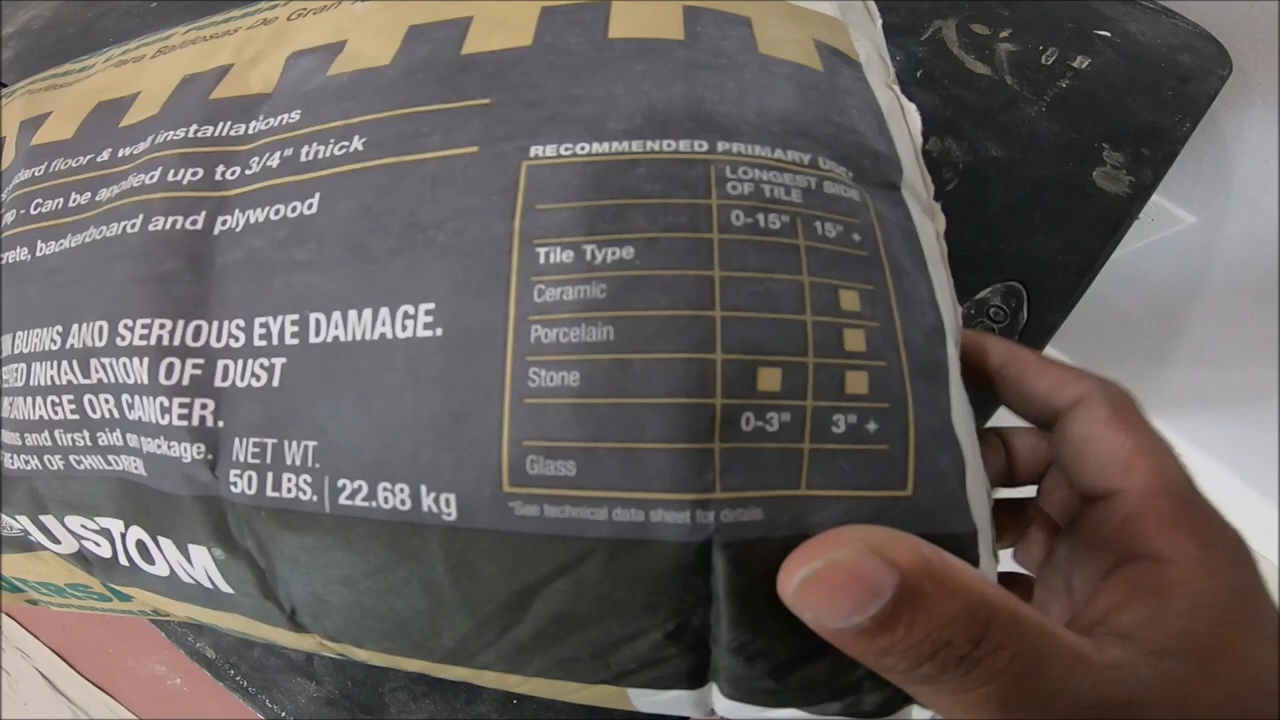 Para Baldosas De Gran
floor & wall installations
- Can be applied up to 3/4" thick
backerboard and plywood
BURNS AND SERIOUS EYE DAMAGE.
INHALATION OF DUST
DAMAGE OR CANCER.
and first aid on package.
REACH OF CHILDREN
NET WT.
50 LBS. | 22.68 kg
CUSTOM®
RECOMMENDED PRIMARY USE*
LONGEST SIDE
OF TILE
0-15" 15" +
Tile Type
Ceramic
Porcelain
Stone
0-3" 3" +
Glass
*See technical data sheet for details.